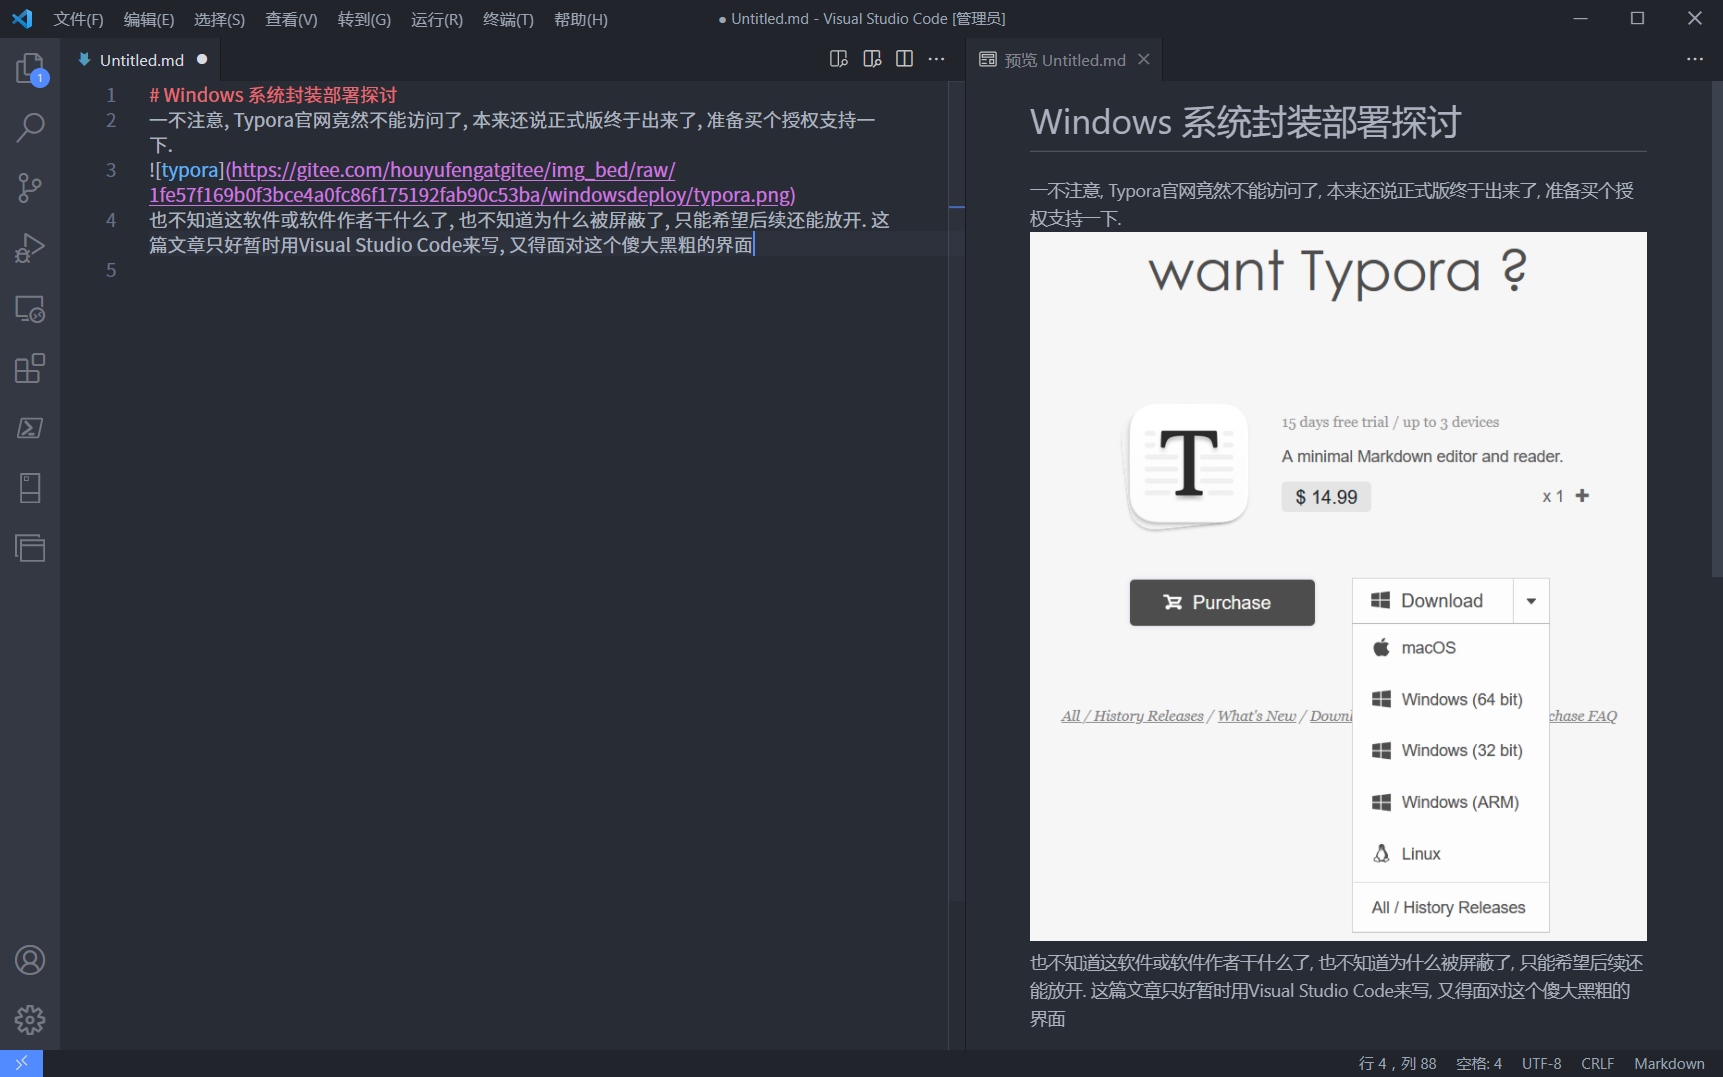 文件(F) 编辑(E) 选择(S) 查看(V) 转到(G) 运行(R) 终端(T) 帮助(H)
● Untitled.md - Visual Studio Code [管理员]
1
Untitled.md ●
1 # Windows 系统封装部署探讨
2 一不注意, Typora官网竟然不能访问了, 本来还说正式版终于出来了, 准备买个授权支持一
下.
3 ![typora](https://gitee.com/houyufengatgitee/img_bed/raw/
1fe57f169b0f3bce4a0fc86f175192fab90c53ba/windowsdeploy/typora.png)
4 也不知道这软件或软件作者干什么了, 也不知道为什么被屏蔽了, 只能希望后续还能放开. 这
篇文章只好暂时用Visual Studio Code来写, 又得面对这个傻大黑粗的界面
5
预览 Untitled.md
Windows 系统封装部署探讨
一不注意, Typora官网竟然不能访问了, 本来还说正式版终于出来了, 准备买个授
权支持一下.
want Typora ?
T
15 days free trial / up to 3 devices
A minimal Markdown editor and reader.
$ 14.99
x 1
Purchase
Download
macOS
Windows (64 bit)
All / History Releases / What's New / Downl
chase FAQ
Windows (32 bit)
Windows (ARM)
Linux
All / History Releases
也不知道这软件或软件作者干什么了, 也不知道为什么被屏蔽了, 只能希望后续还
能放开. 这篇文章只好暂时用Visual Studio Code来写, 又得面对这个傻大黑粗的
界面
行 4，列 88 空格: 4 UTF-8 CRLF Markdown